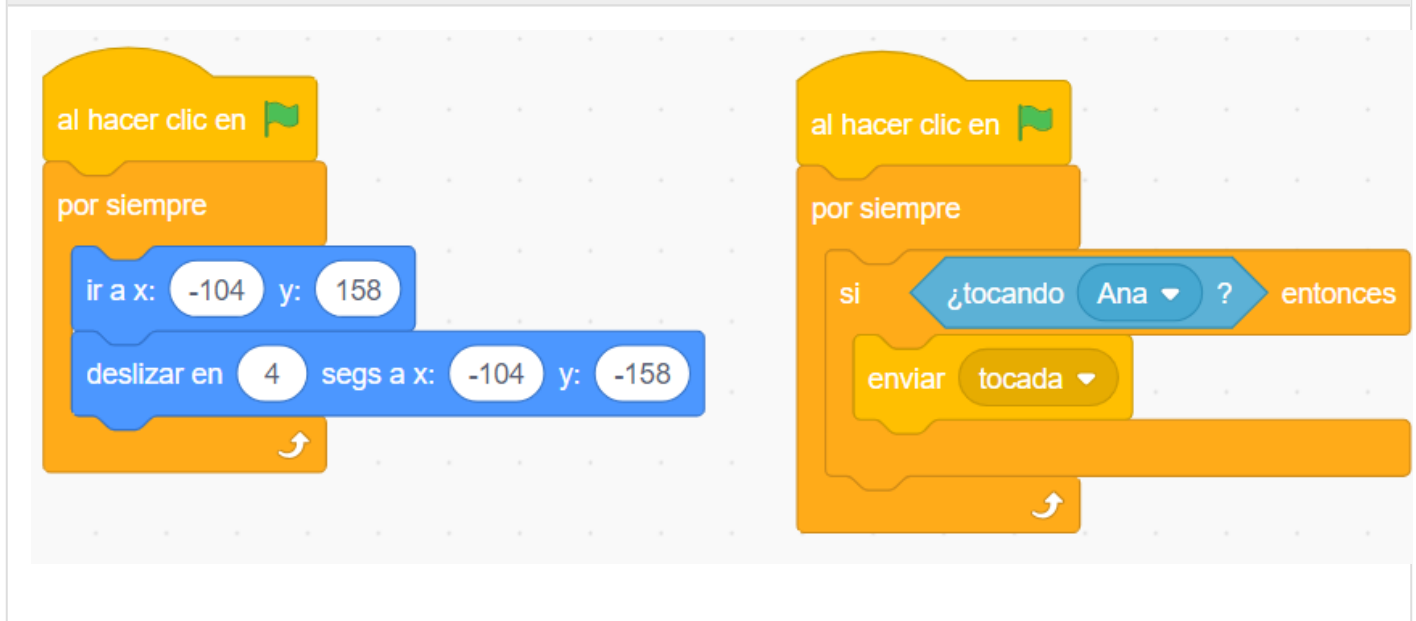 al hacer clic en
por siempre
ir a x: -104 y: 158
deslizar en 4 segs a x: -104 y: -158
al hacer clic en
por siempre
si ¿tocando Ana ? entonces
enviar tocada